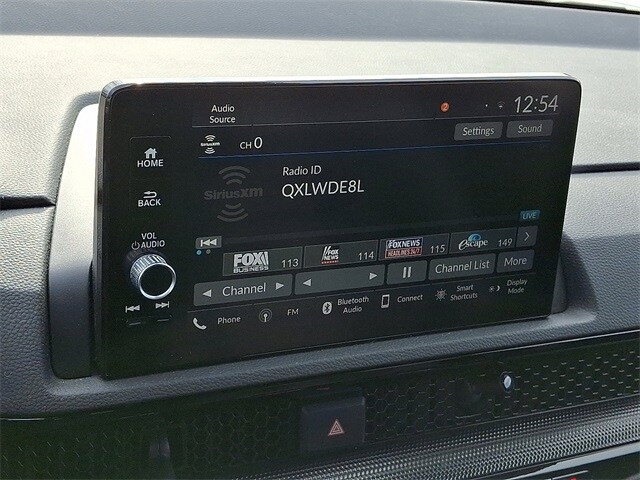 Audio
Source
2
12:54
SiriusXM
CH 0
Settings
Sound
HOME
Radio ID
SiriusXM
QXLWDE8L
BACK
LIVE
VOL
AUDIO
FOX BUSINESS 113
FOX NEWS 114
FOX NEWS HEADLINES 24/7 115
escape 149
Channel
Channel List
More
Phone
FM
Bluetooth
Audio
Connect
Smart
Shortcuts
Display
Mode